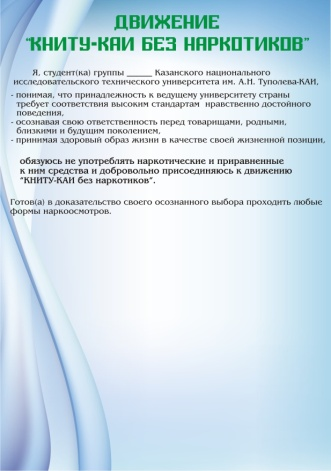 ДВИЖЕНИЕ
"КНИТУ-КАИ БЕЗ НАРКОТИКОВ"
Я, студент(ка) группы _____ Казанского национального
исследовательского технического университета им. А.Н. Туполева-КАИ,
- понимая, что принадлежность к ведущему университету страны
требует соответствия высоким стандартам нравственно достойного
поведения,
- осознавая свою ответственность перед товарищами, родными,
близкими и будущим поколением,
- принимая здоровый образ жизни в качестве своей жизненной позиции,
обязуюсь не употреблять наркотические и приравненные
к ним средства и добровольно присоединяюсь к движению
"КНИТУ-КАИ без наркотиков".
Готов(а) в доказательство своего осознанного выбора проходить любые
формы наркоосмотров.